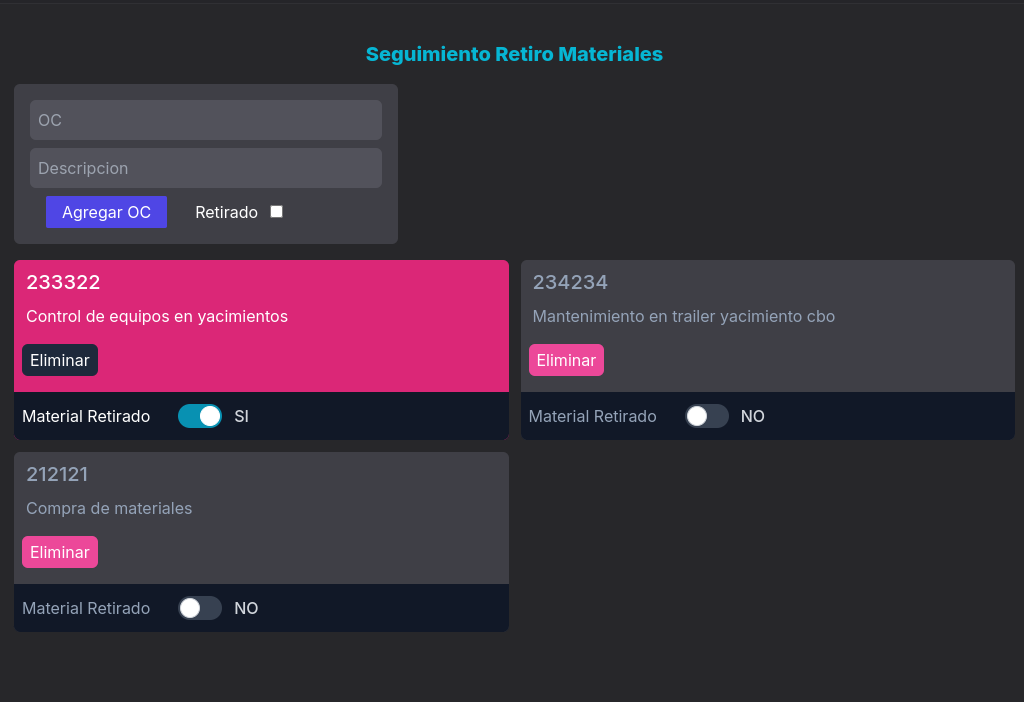 Seguimiento Retiro Materiales
OC
Descripcion
Agregar OC Retirado
233322
Control de equipos en yacimientos
Eliminar
Material Retirado SI
234234
Mantenimiento en trailer yacimiento cbo
Eliminar
Material Retirado NO
212121
Compra de materiales
Eliminar
Material Retirado NO